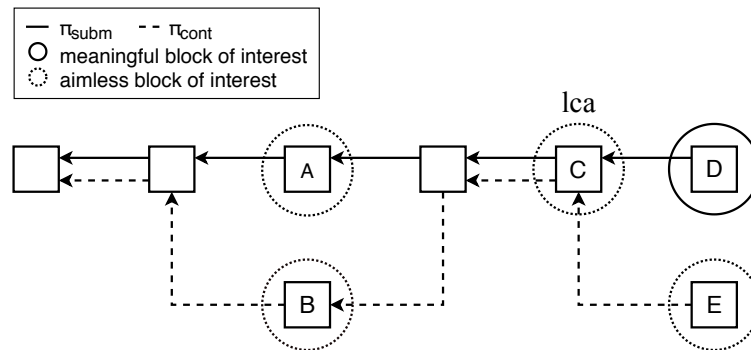 π_subm π_cont
meaningful block of interest
aimless block of interest
lca
A C D
B E